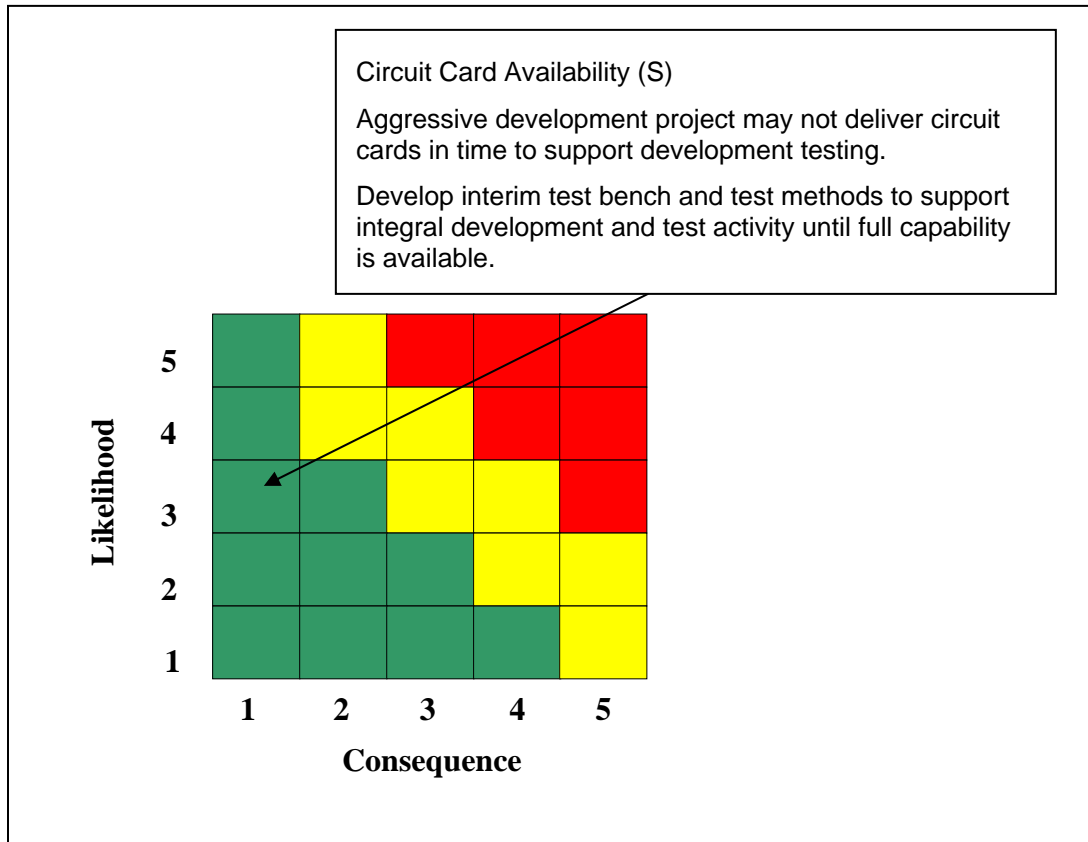 Circuit Card Availability (S)
Aggressive development project may not deliver circuit
cards in time to support development testing.
Develop interim test bench and test methods to support
integral development and test activity until full capability
is available.
Likelihood
5
4
3
2
1
1 2 3 4 5
Consequence